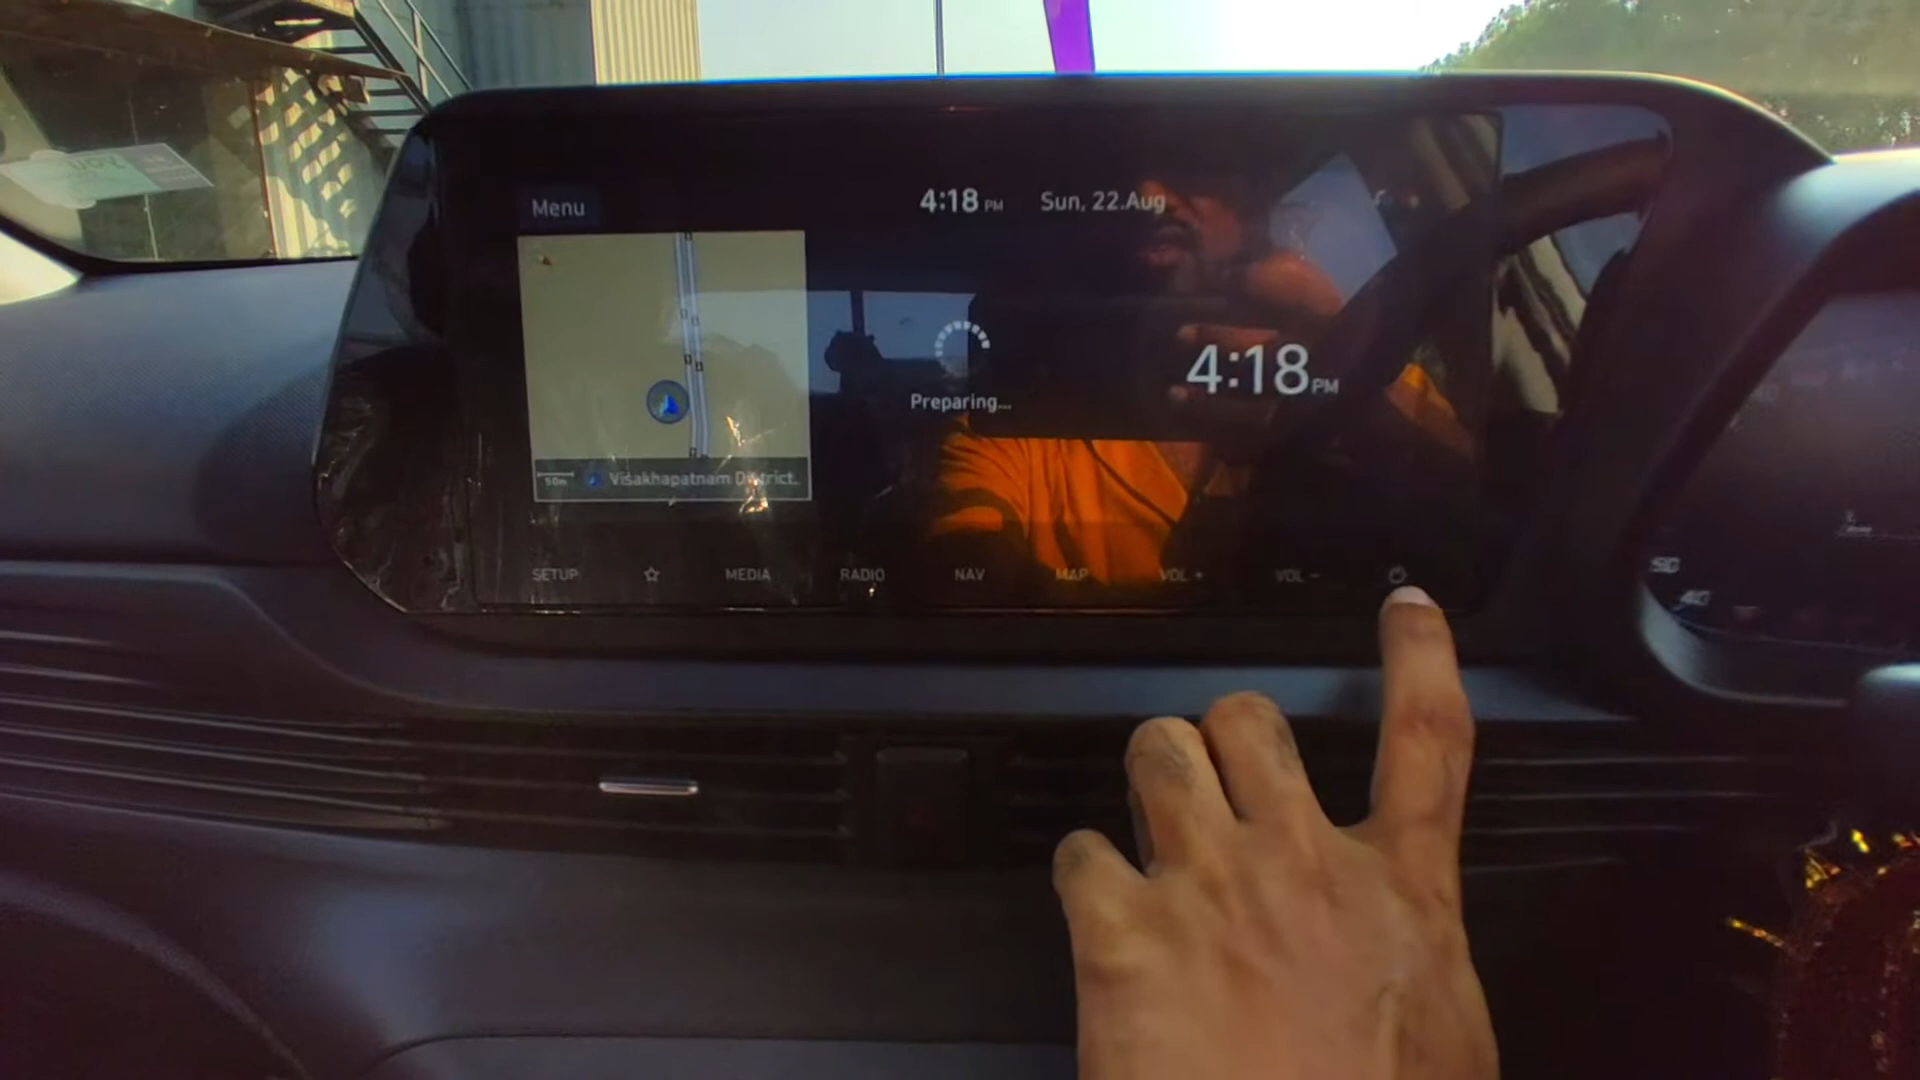 Menu
4:18 PM Sun, 22.Aug
4:18 PM
Preparing...
50m Visakhapatnam District.
SETUP MEDIA RADIO NAV MAP VOL + VOL -